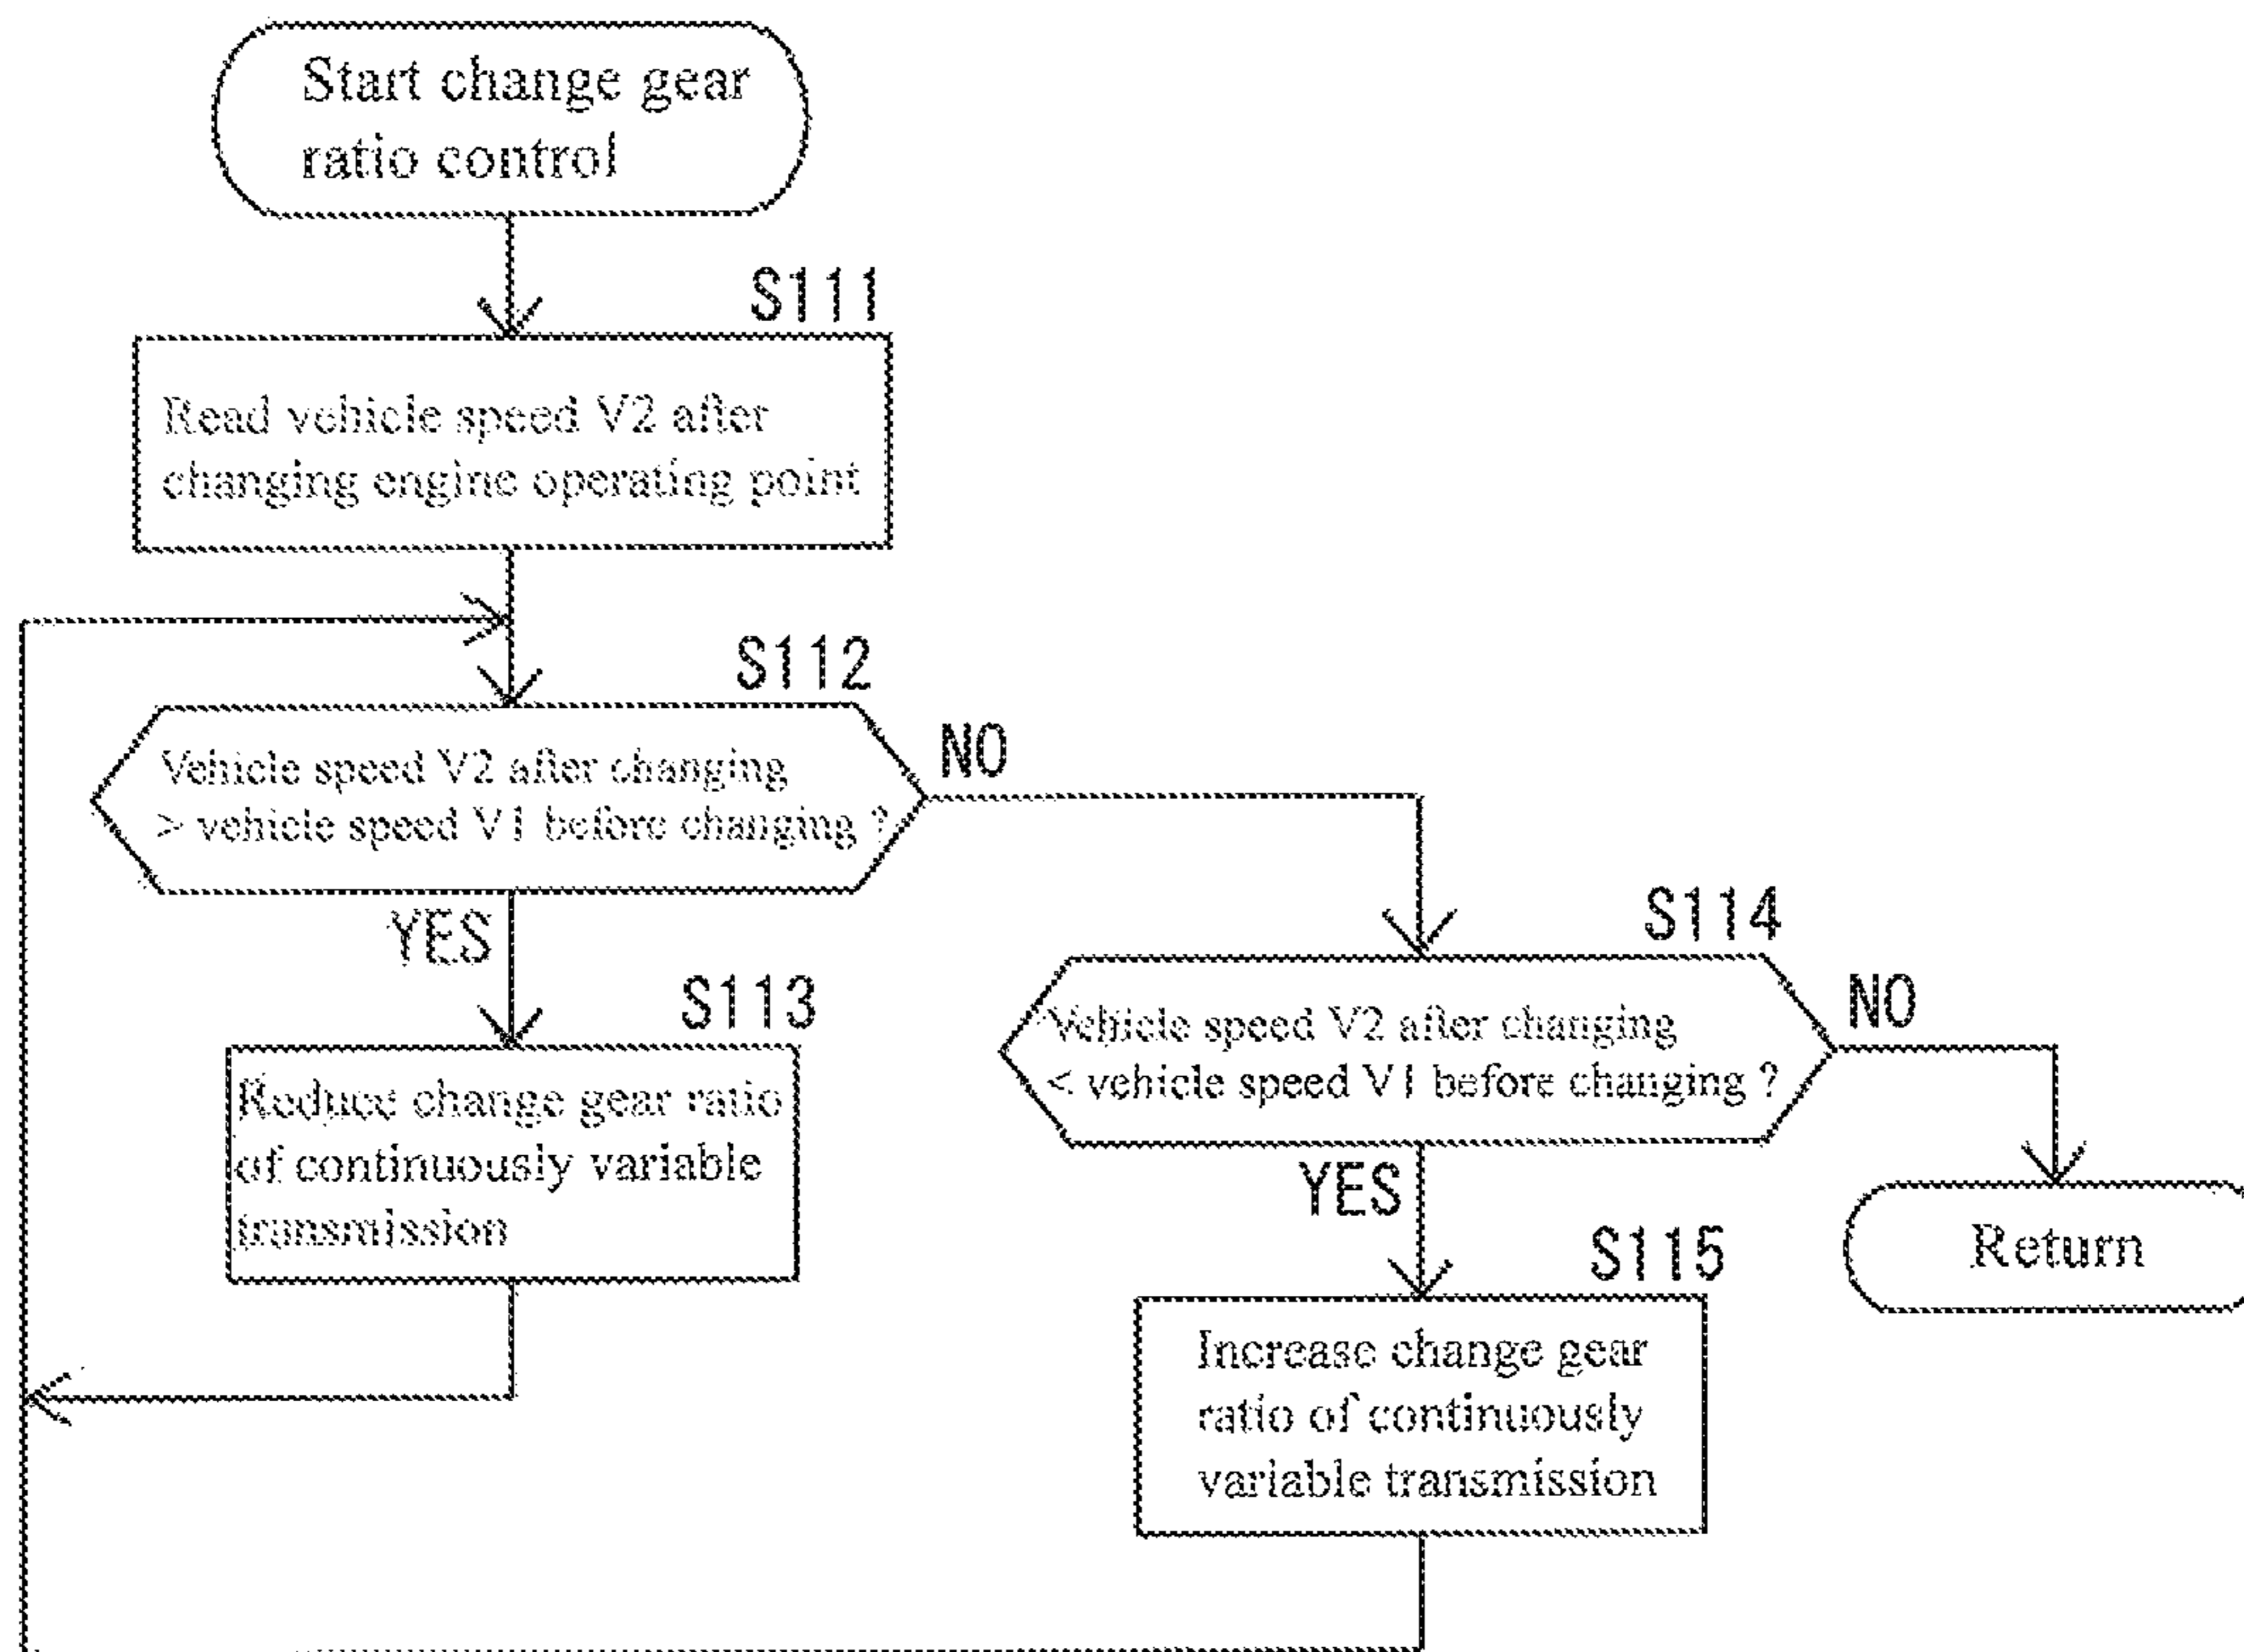 Start change gear
ratio control
S111
Read vehicle speed V2 after
changing engine operating point
S112
Vehicle speed V2 after changing
> vehicle speed V1 before changing ?
NO
YES
S113
Reduce change gear ratio
of continuously variable
transmission
S114
Vehicle speed V2 after changing
< vehicle speed V1 before changing ?
NO
YES
Return
S115
Increase change gear
ratio of continuously
variable transmission